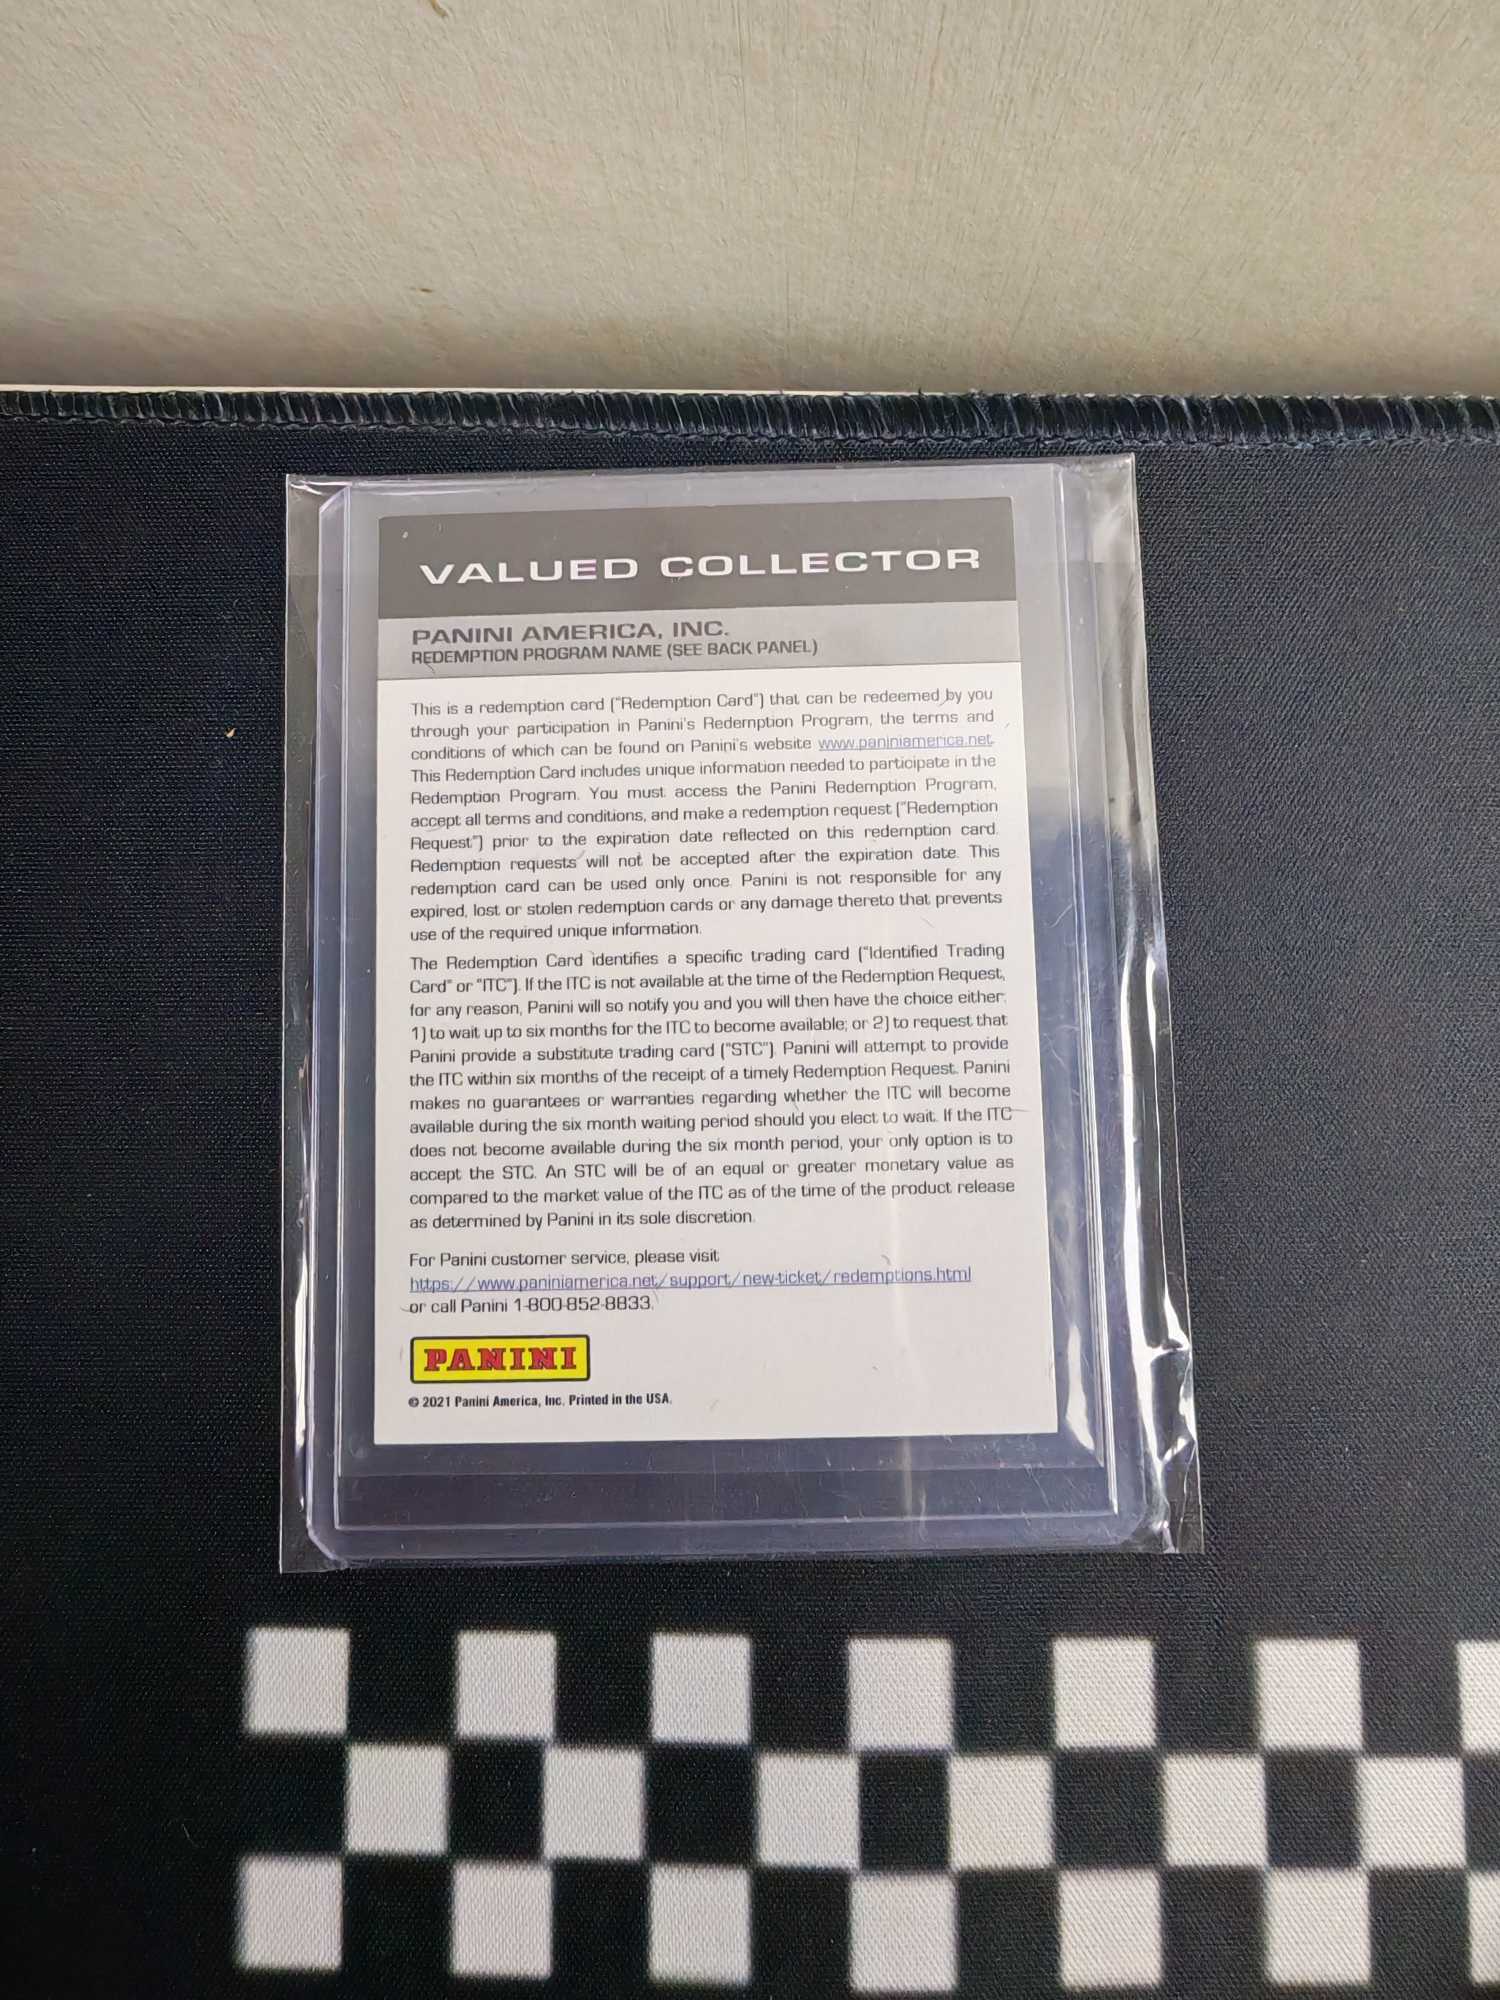 VALUED COLLECTOR
PANINI AMERICA, INC.
REDEMPTION PROGRAM NAME (SEE BACK PANEL)
This is a redemption card ("Redemption Card") that can be redeemed by you
through your participation in Panini's Redemption Program, the terms and
conditions of which can be found on Panini's website www.paniniamerica.net.
This Redemption Card includes unique information needed to participate in the
Redemption Program. You must access the Panini Redemption Program,
accept all terms and conditions, and make a redemption request ("Redemption
Request") prior to the expiration date reflected on this redemption card.
Redemption requests will not be accepted after the expiration date. This
redemption card can be used only once. Panini is not responsible for any
expired, lost or stolen redemption cards or any damage thereto that prevents
use of the required unique information.
The Redemption Card identifies a specific trading card ("Identified Trading
Card" or "ITC"). If the ITC is not available at the time of the Redemption Request,
for any reason, Panini will so notify you and you will then have the choice either:
1) to wait up to six months for the ITC to become available; or 2) to request that
Panini provide a substitute trading card ("STC"). Panini will attempt to provide
the ITC within six months of the receipt of a timely Redemption Request. Panini
makes no guarantees or warranties regarding whether the ITC will become
available during the six month waiting period should you elect to wait. If the ITC
does not become available during the six month period, your only option is to
accept the STC. An STC will be of an equal or greater monetary value as
compared to the market value of the ITC as of the time of the product release
as determined by Panini in its sole discretion.
For Panini customer service, please visit
https://www.paniniamerica.net/support/new-ticket/redemptions.html
or call Panini 1-800-852-8833.
PANINI
© 2021 Panini America, Inc. Printed in the USA.